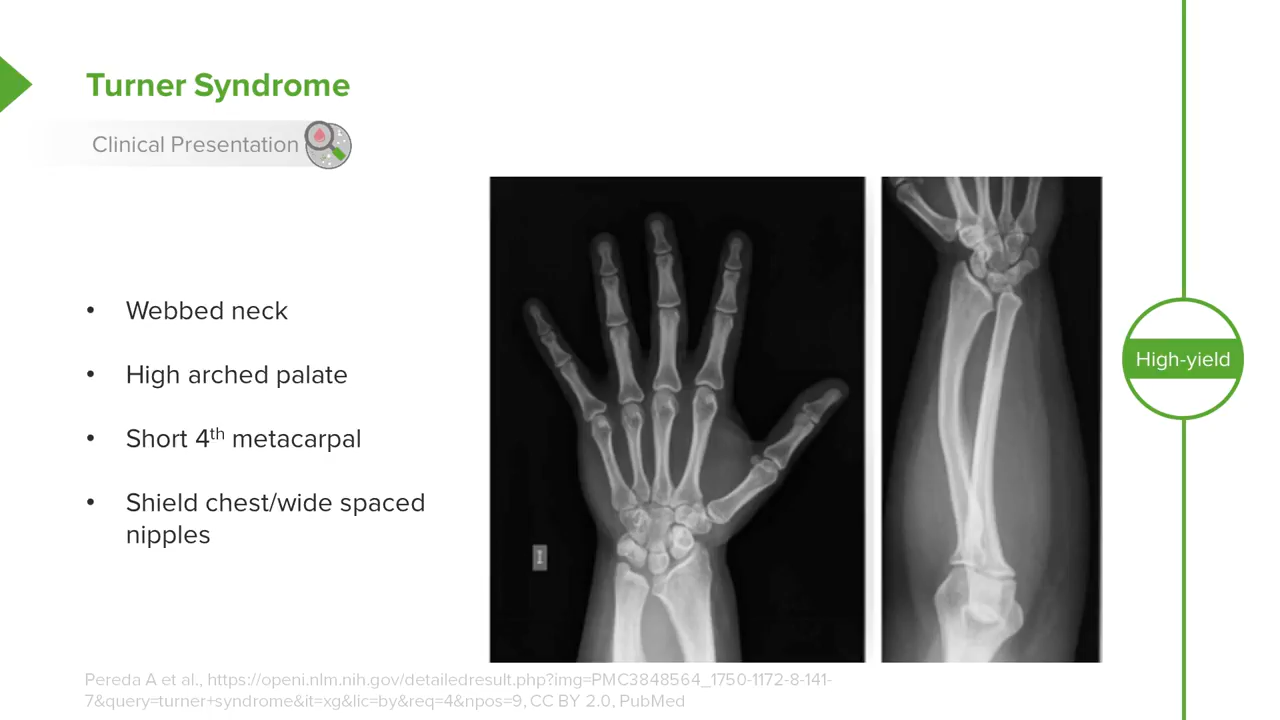 Turner Syndrome
Clinical Presentation
• Webbed neck
• High arched palate
• Short 4th metacarpal
• Shield chest/wide spaced
nipples
High-yield
Pereda A et al., https://openi.nlm.nih.gov/detailedresult.php?img=PMC3848564_1750-1172-8-141-
7&query=turner+syndrome&it=xg&lic=by&req=4&npos=9, CC BY 2.0, PubMed